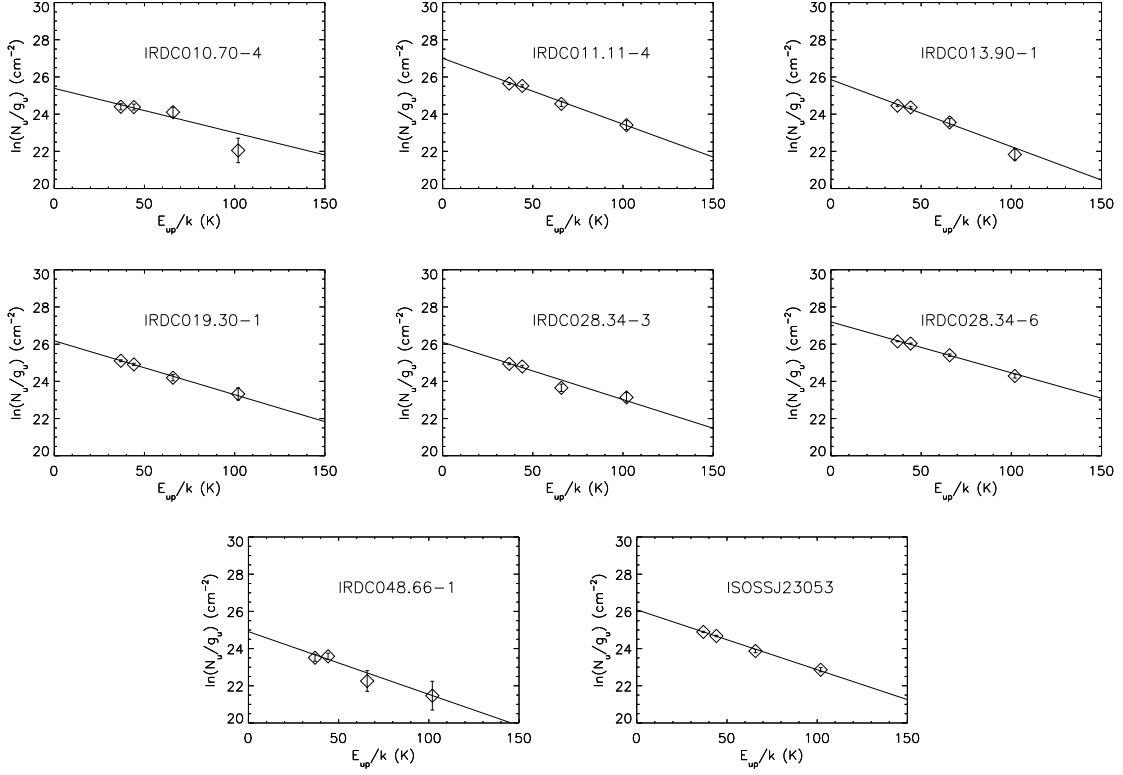 IRDC010.70−4
ln(N_u/g_u) (cm^−2)
30
28
26
24
22
20
0 50 100 150
E_up/k (K)
IRDC011.11−4
ln(N_u/g_u) (cm^−2)
30
28
26
24
22
20
0 50 100 150
E_up/k (K)
IRDC013.90−1
ln(N_u/g_u) (cm^−2)
30
28
26
24
22
20
0 50 100 150
E_up/k (K)
IRDC019.30−1
ln(N_u/g_u) (cm^−2)
30
28
26
24
22
20
0 50 100 150
E_up/k (K)
IRDC028.34−3
ln(N_u/g_u) (cm^−2)
30
28
26
24
22
20
0 50 100 150
E_up/k (K)
IRDC028.34−6
ln(N_u/g_u) (cm^−2)
30
28
26
24
22
20
0 50 100 150
E_up/k (K)
IRDC048.66−1
ln(N_u/g_u) (cm^−2)
30
28
26
24
22
20
0 50 100 150
E_up/k (K)
ISOSSJ23053
ln(N_u/g_u) (cm^−2)
30
28
26
24
22
20
0 50 100 150
E_up/k (K)